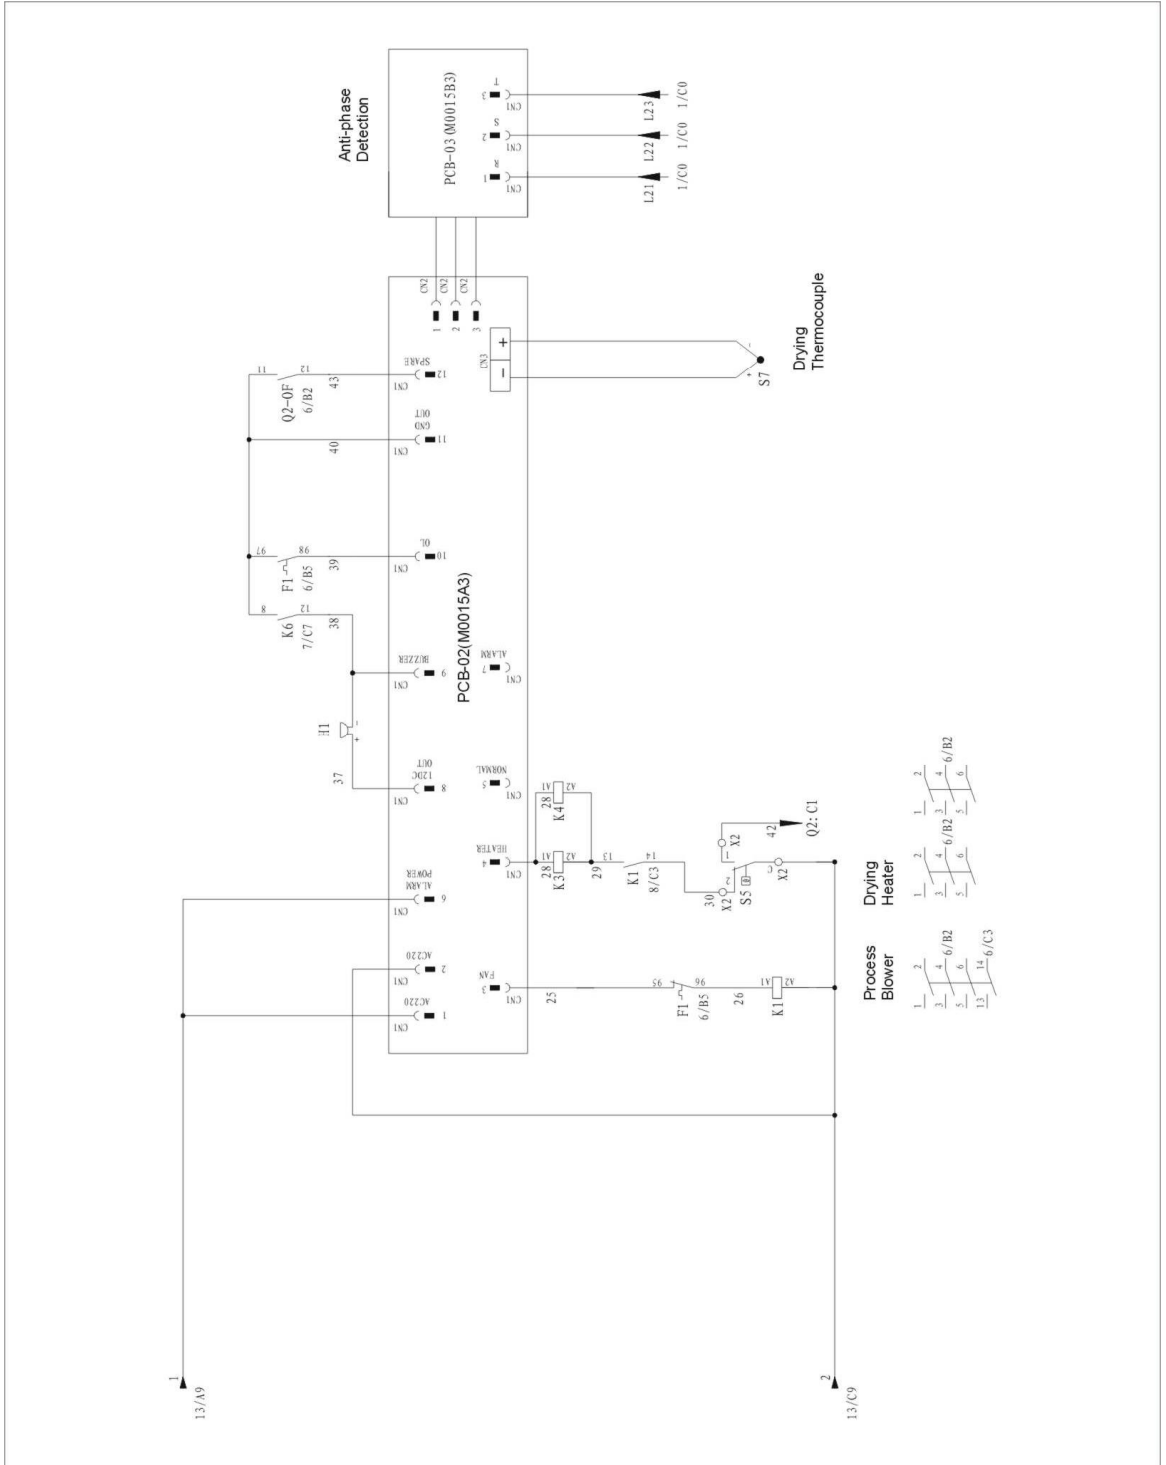 Anti-phase
Detection
PCB-03(M0015B3)
R
1
CN1
S
2
CN1
T
3
CN1
L21
1/C0
L22
1/C0
L23
1/C0
CN2
CN2
CN2
1
2
3
CN3
－
＋
+
-
S7
Drying
Thermocouple
PCB-02(M0015A3)
11
12
Q2-OF
6/B2
43
CN1
12
SPARE
40
CN1
11
GND
OUT
97
98
F1
6/B5
39
CN1
10
OL
8
12
K6
7/C7
38
CN1
9
BUZZER
H1
+
-
37
CN1
8
12DC
OUT
CN1
6
ALARM
POWER
CN1
2
AC220
CN1
1
AC220
CN1
7
ALARM
CN1
5
NORMAL
CN1
4
HEATER
CN1
3
FAN
28
A1
A2
K4
28
A1
A2
K3
29
13
14
K1
8/C3
30
X2
2
1
X2
S5
C
X2
42
Q2: C1
25
95
96
F1
6/B5
26
A1
A2
K1
Process
Blower
1
2
3
4
6/B2
5
6
13
14
6/C3
Drying
Heater
1
2
3
4
6/B2
5
6
1
2
3
4
6/B2
5
6
1
13/A9
2
13/C9